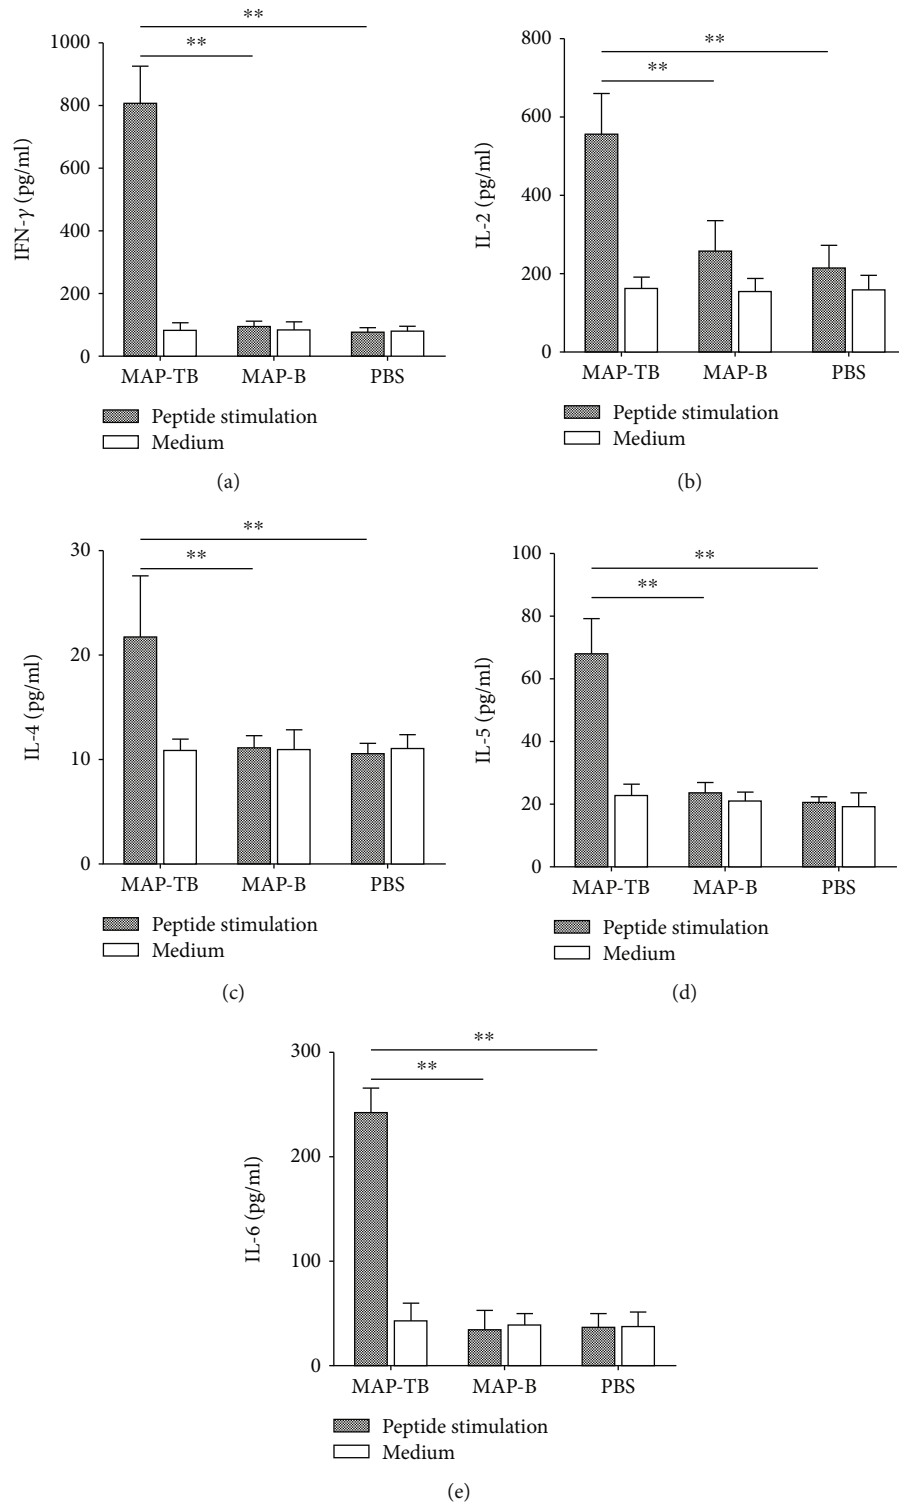 **
**
1000
800
600
400
200
0
IFN-γ (pg/ml)
MAP-TB MAP-B PBS
Peptide stimulation
Medium
(a)
**
**
800
600
400
200
0
IL-2 (pg/ml)
MAP-TB MAP-B PBS
Peptide stimulation
Medium
(b)
**
**
30
20
10
0
IL-4 (pg/ml)
MAP-TB MAP-B PBS
Peptide stimulation
Medium
(c)
**
**
100
80
60
40
20
0
IL-5 (pg/ml)
MAP-TB MAP-B PBS
Peptide stimulation
Medium
(d)
**
**
300
200
100
0
IL-6 (pg/ml)
MAP-TB MAP-B PBS
Peptide stimulation
Medium
(e)